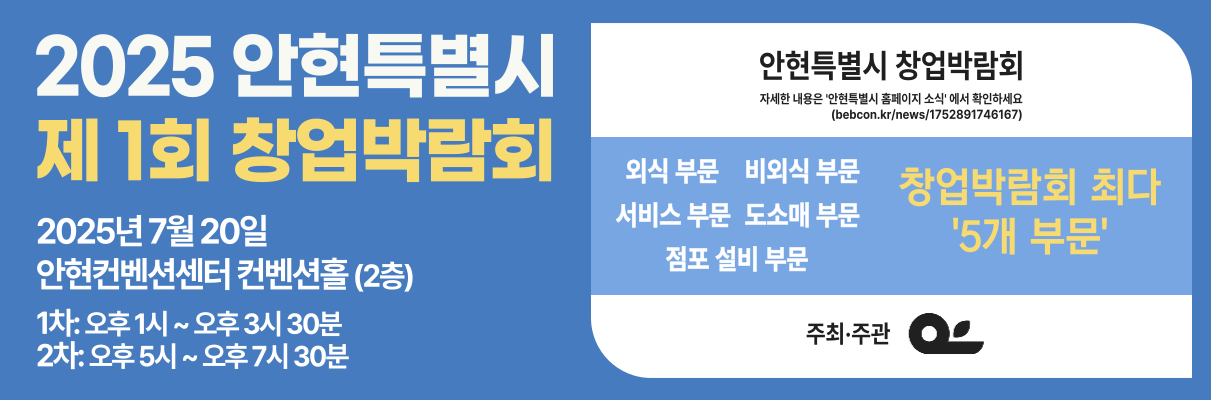 2025 안현특별시
제 1회 창업박람회
2025년 7월 20일
안현컨벤션센터 컨벤션홀 (2층)
1차: 오후 1시 ~ 오후 3시 30분
2차: 오후 5시 ~ 오후 7시 30분
안현특별시 창업박람회
자세한 내용은 '안현특별시 홈페이지 소식' 에서 확인하세요
(bebcon.kr/news/1752891746167)
외식 부문 비외식 부문
서비스 부문 도소매 부문
점포 설비 부문
창업박람회 최다
'5개 부문'
주최·주관